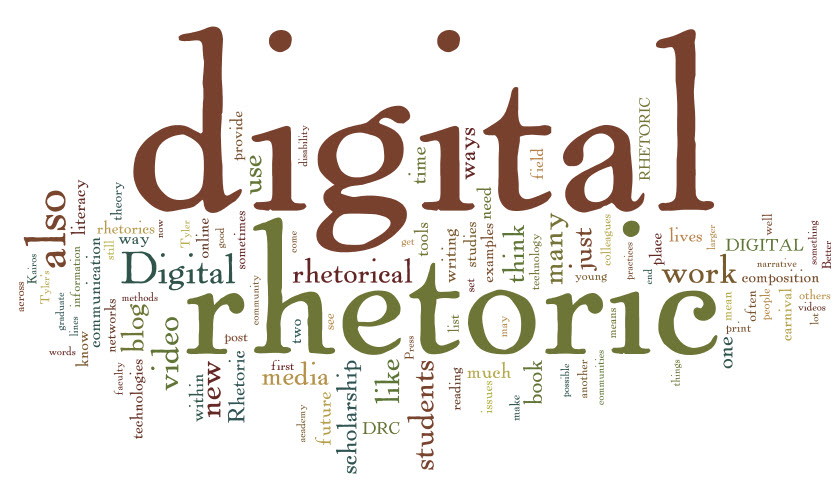 digital
provide
disability
use
time
ways
field
RHETORIC
also
literacy
theory
rhetorics
way
now
Tyler
online
good
sometimes
come
get
tools
writing
studies
examples
need
think
technology
many
just
colleagues
practices
end
place
lives
larger
DIGITAL
well
something
Better
across
Kairos
Tyler's
graduate
information
lines
still
communication
Digital
rhetorical
community
set
young
work
narrative
composition
rhetoric
words
know
networks
methods
blog
video
technologies
faculty
within
new
post
Rhetoric
first
two
media
see
academy
future
scholarship
DRC
like
Press
students
list
reading
much
issues
may
make
book
possible
another
communities
means
things
one
mean
print
often
people
carnival
others
videos
lot